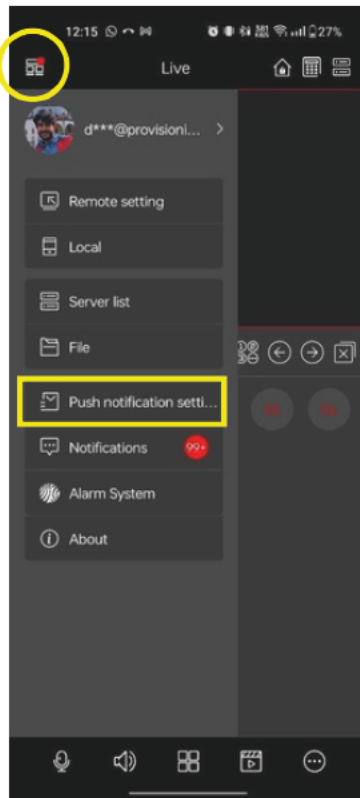 12:15
27%
Live
d***@provisioni...
Remote setting
Local
Server list
File
Push notification setti...
Notifications 99+
Alarm System
About